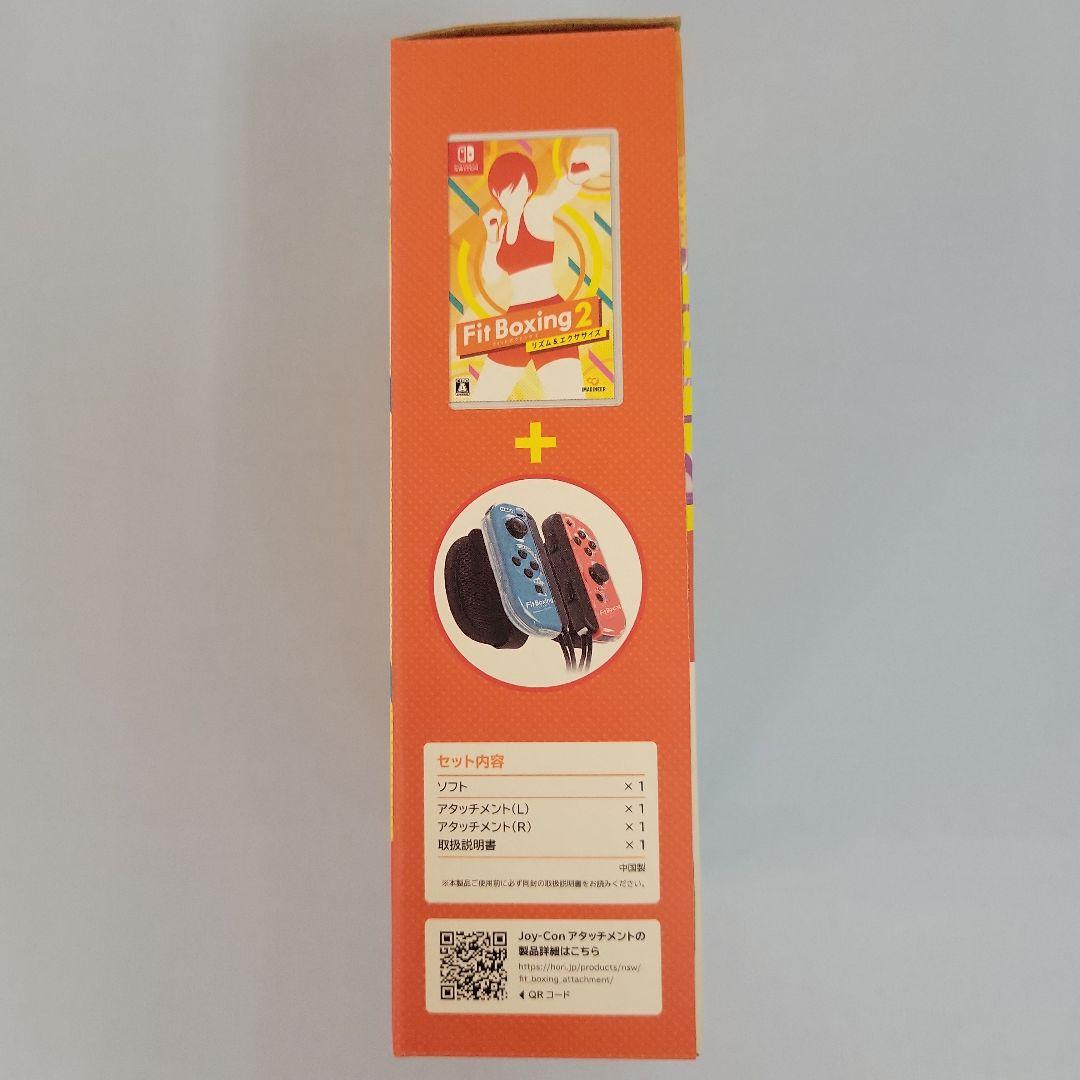 Fit Boxing 2
リズム & エクササイズ
IMAGINEER
+
Fit Boxing
Fit Boxing
セット内容
ソフト × 1
アタッチメント(L) × 1
アタッチメント(R) × 1
取扱説明書 × 1
中国製
※本製品ご使用前に必ず同封の取扱説明書をお読みください。
Joy-Con アタッチメントの
製品詳細はこちら
https://hori.jp/products/nsw/
fit_boxing_attachment/
◀ QR コード